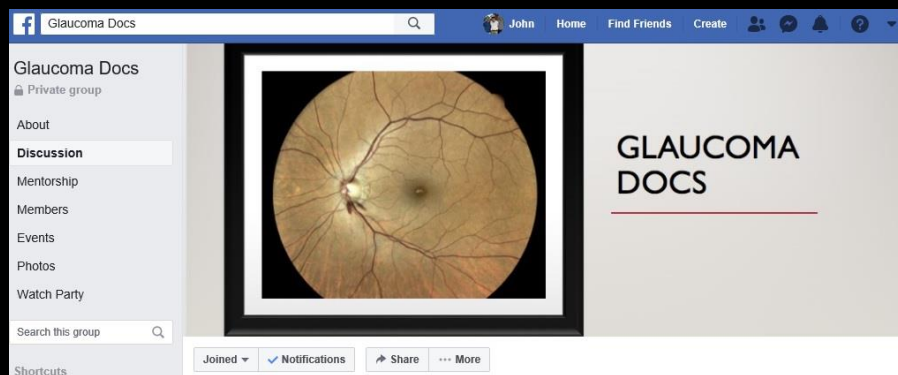 Glaucoma Docs
John Home Find Friends Create
Glaucoma Docs
Private group
About
Discussion
Mentorship
Members
Events
Photos
Watch Party
Search this group
Shortcuts
GLAUCOMA
DOCS
Joined Notifications Share ... More